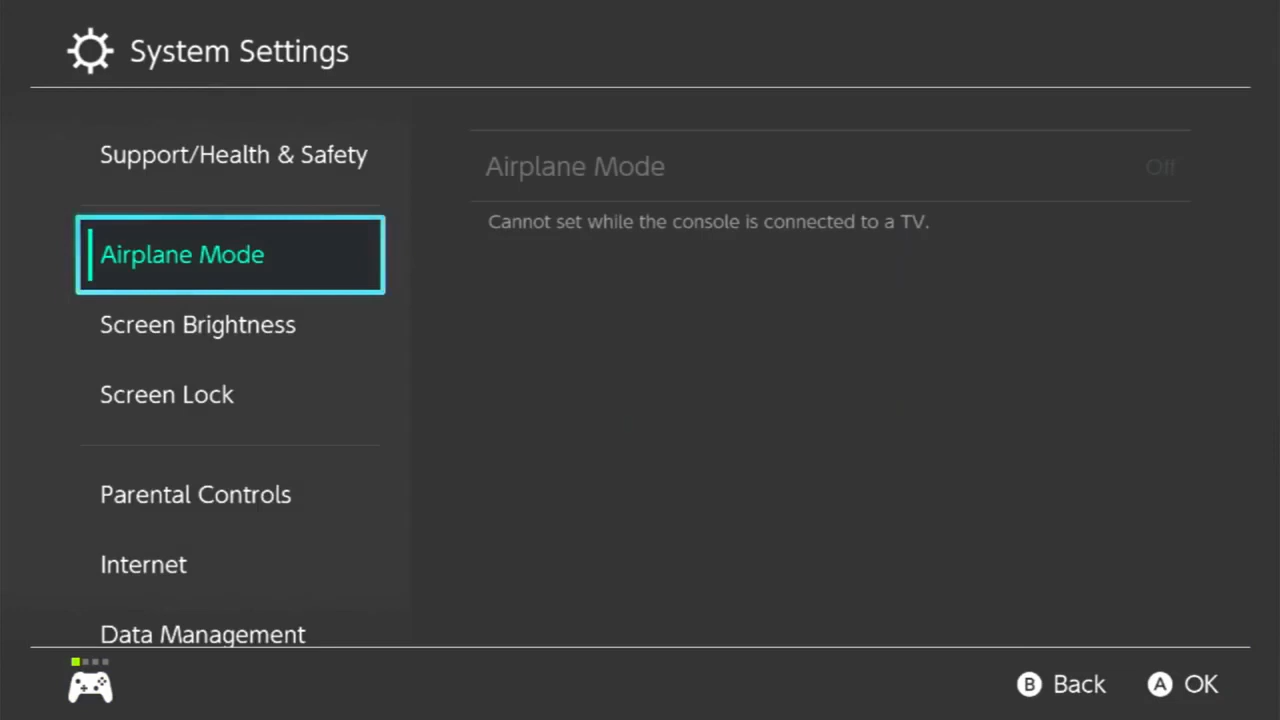 System Settings
Support/Health & Safety
Airplane Mode
Screen Brightness
Screen Lock
Parental Controls
Internet
Data Management
Airplane Mode Off
Cannot set while the console is connected to a TV.
B Back A OK